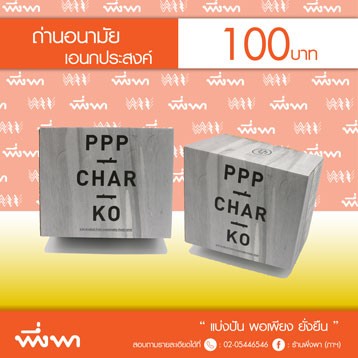 ถ่านอนามัย
เอนกประสงค์
100บาท
PPP
CHAR
KO
PPP
CHAR
KO
พึ่งพา
“ แบ่งปัน พอเพียง ยั่งยืน ”
สอบถามรายละเอียดได้ที่ : 02-05446546 : ร้านพึ่งพา (ภาฯ)